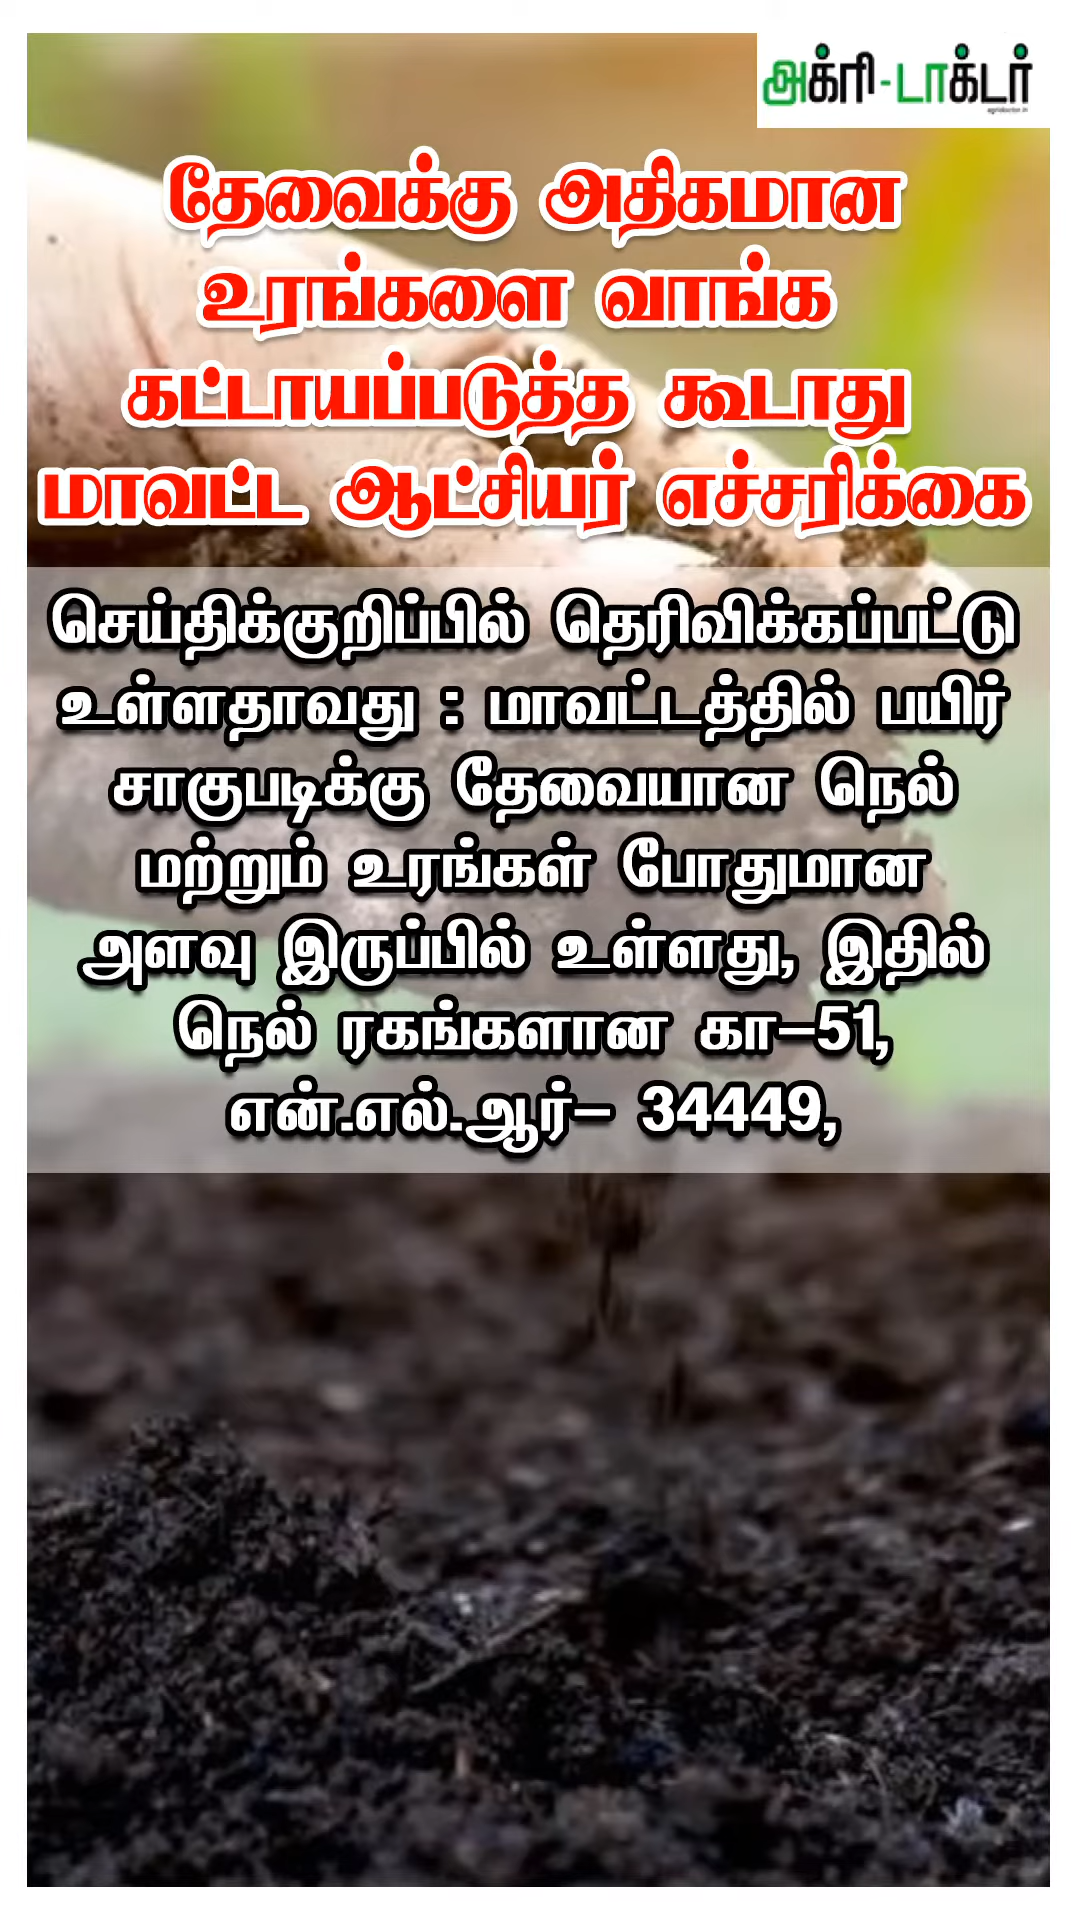 அக்ரி-டாக்டர்
தேவைக்கு அதிகமான
உரங்களை வாங்க
கட்டாயப்படுத்த கூடாது
மாவட்ட ஆட்சியர் எச்சரிக்கை
செய்திக்குறிப்பில் தெரிவிக்கப்பட்டு
உள்ளதாவது : மாவட்டத்தில் பயிர்
சாகுபடிக்கு தேவையான நெல்
மற்றும் உரங்கள் போதுமான
அளவு இருப்பில் உள்ளது, இதில்
நெல் ரகங்களான கா-51,
என்.எல்.ஆர்- 34449,